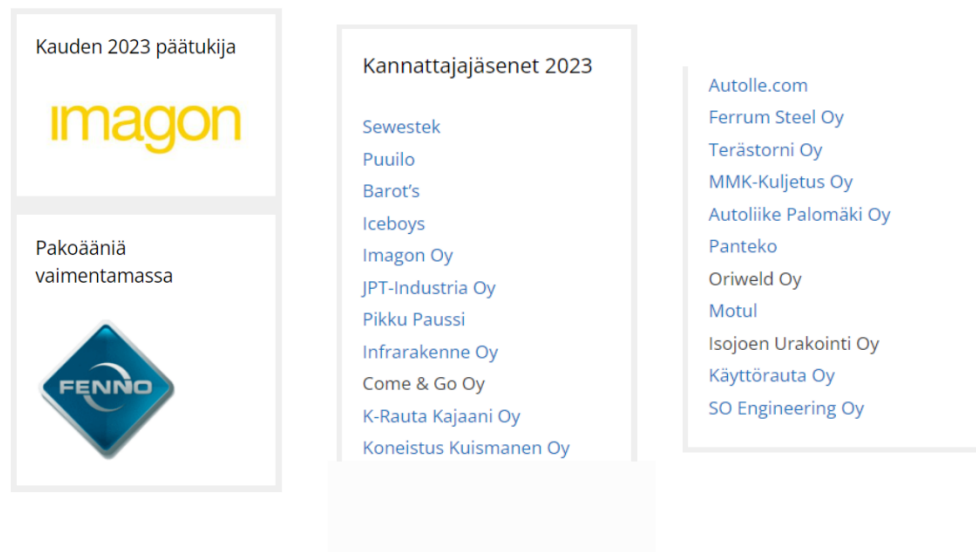 Kauden 2023 päätukija
imagon
Pakoääniä
vaimentamassa
FENNO
Kannattajajäsenet 2023
Sewestek
Puuilo
Barot’s
Iceboys
Imagon Oy
JPT-Industria Oy
Pikku Paussi
Infrarakenne Oy
Come & Go Oy
K-Rauta Kajaani Oy
Koneistus Kuismanen Oy
Autolle.com
Ferrum Steel Oy
Terästorni Oy
MMK-Kuljetus Oy
Autoliike Palomäki Oy
Panteko
Oriweld Oy
Motul
Isojoen Urakointi Oy
Käyttörauta Oy
SO Engineering Oy